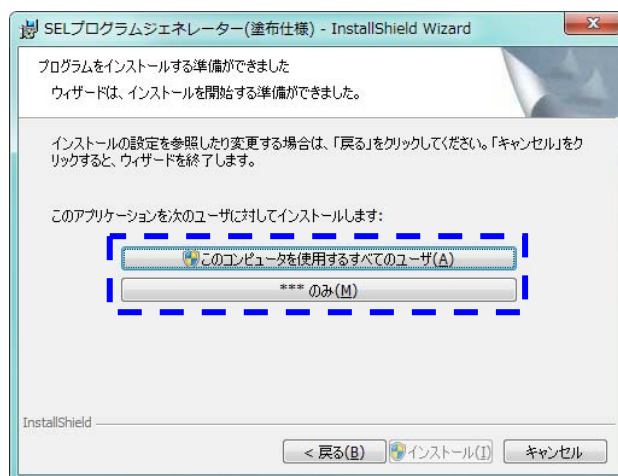 SELプログラムジェネレーター(塗布仕様) - InstallShield Wizard
プログラムをインストールする準備ができました
ウィザードは、インストールを開始する準備ができました。
インストールの設定を参照したり変更する場合は、「戻る」をクリックしてください。「キャンセル」をク
リックすると、ウィザードを終了します。
このアプリケーションを次のユーザに対してインストールします:
このコンピュータを使用するすべてのユーザ(A)
*** のみ(M)
InstallShield
< 戻る(B)
インストール(I)
キャンセル